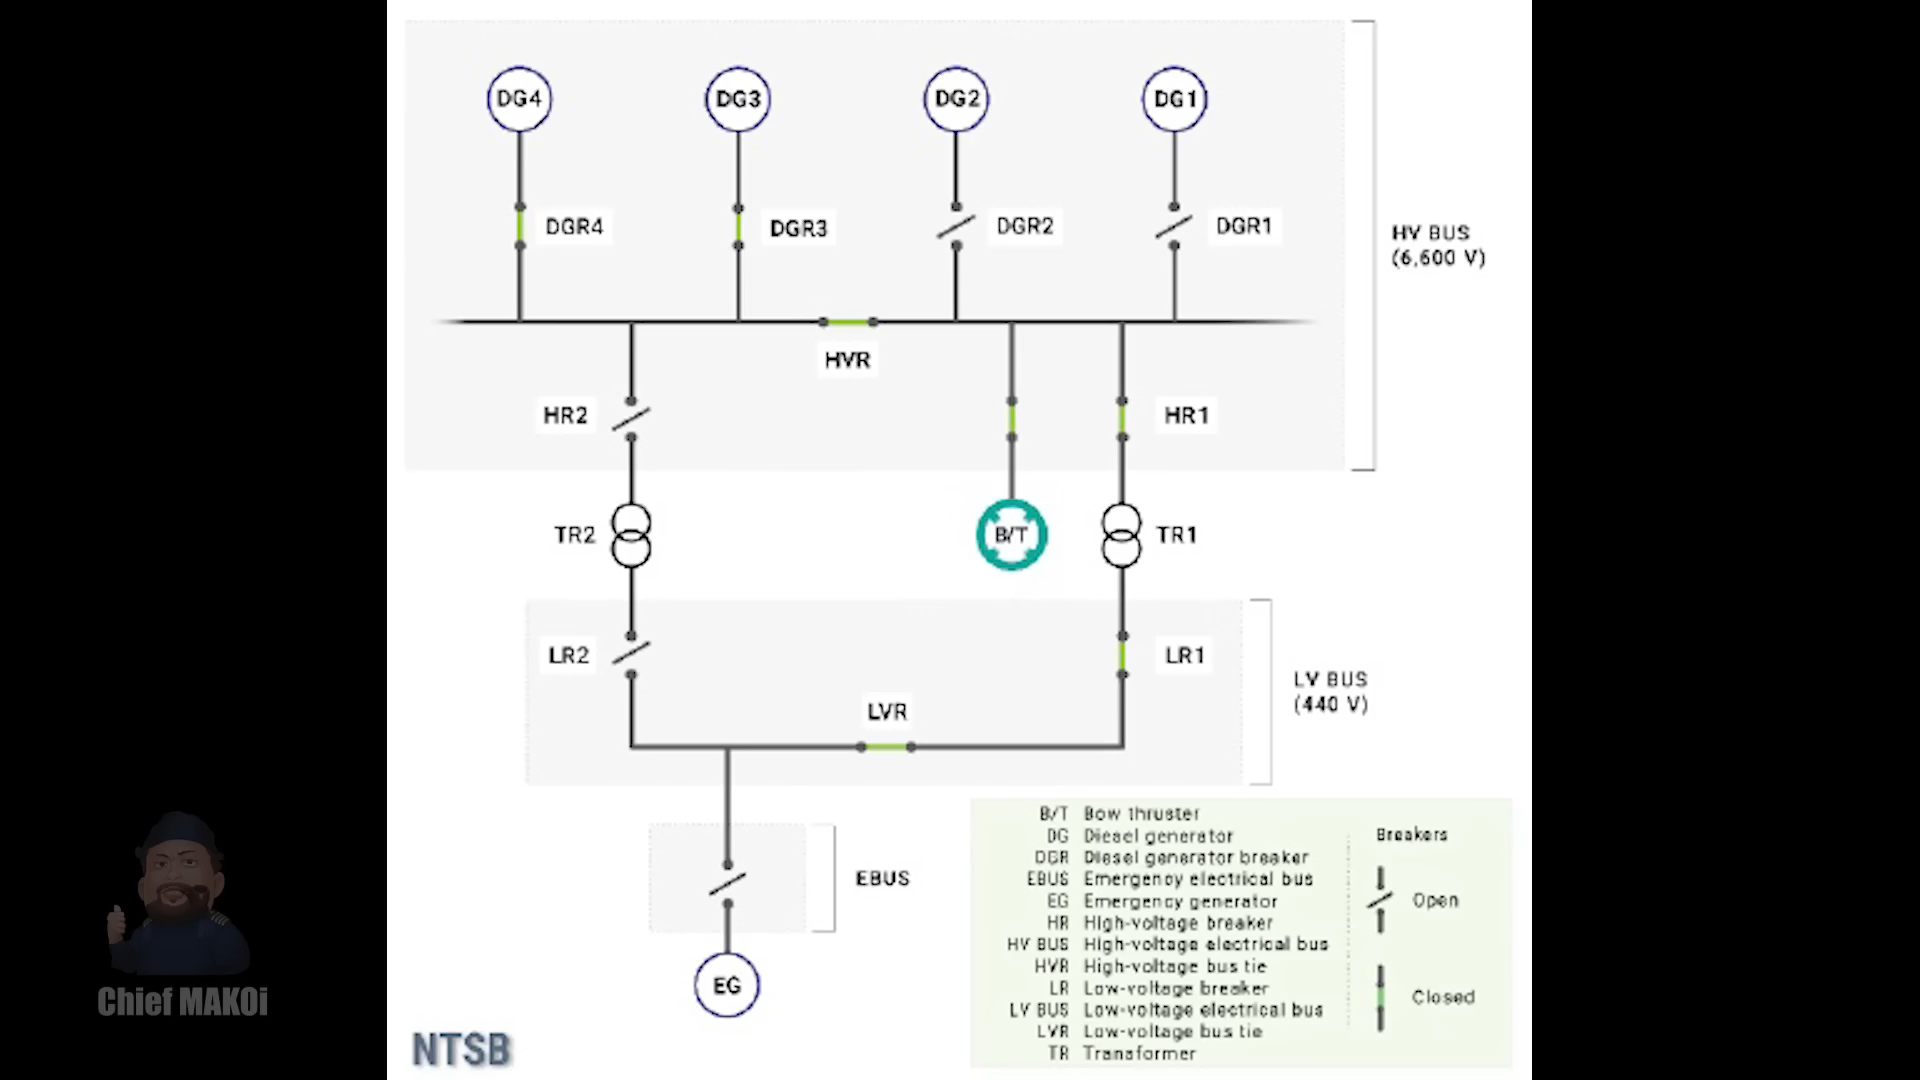 DG4
DG3
DG2
DG1
DGR4
DGR3
DGR2
DGR1
HV BUS
(6,600 V)
HVR
HR2
HR1
TR2
B/T
TR1
LR2
LR1
LVR
LV BUS
(440 V)
EBUS
EG
B/T Bow thruster
DG Diesel generator
DGR Diesel generator breaker
EBUS Emergency electrical bus
EG Emergency generator
HR High-voltage breaker
HV BUS High-voltage electrical bus
HVR High-voltage bus tie
LR Low-voltage breaker
LV BUS Low-voltage electrical bus
LVR Low-voltage bus tie
TR Transformer
Breakers
Open
Closed
Chief MAKOi
NTSB